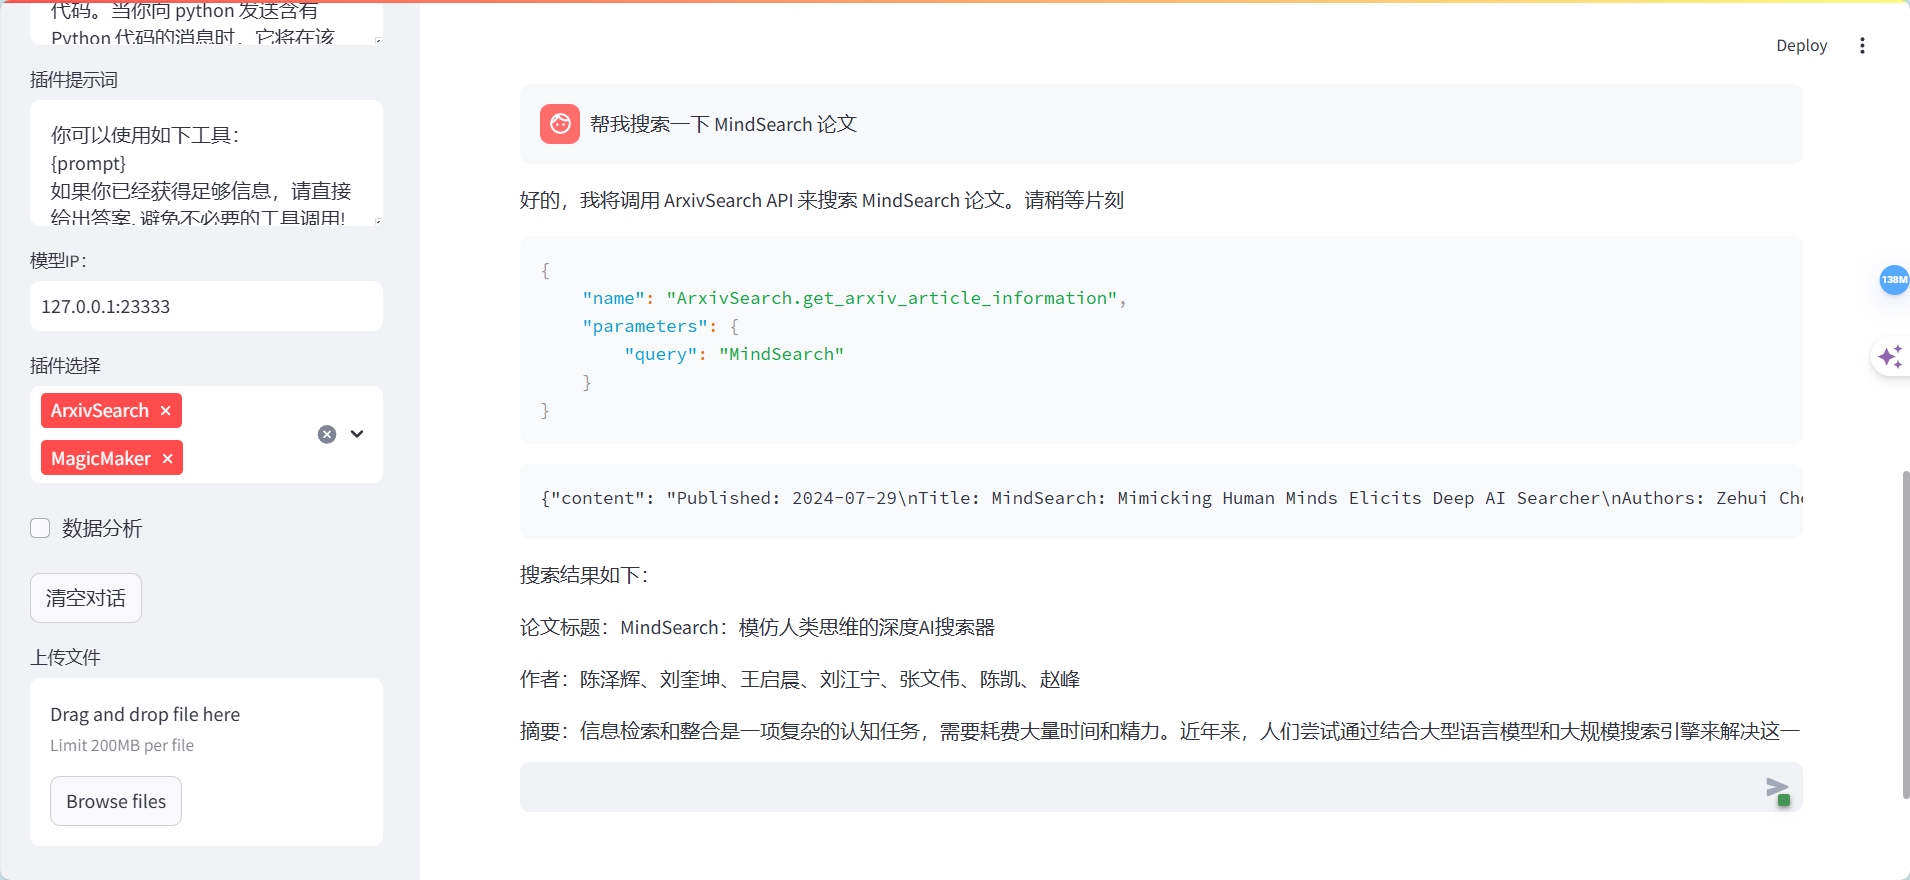 代码。当你向 python 发送含有
Python 代码的消息时，它将在该
插件提示词
你可以使用如下工具：
{prompt}
如果你已经获得足够信息，请直接
给出答案. 避免不必要的工具调用!
模型IP：
127.0.0.1:23333
插件选择
ArxivSearch
MagicMaker
数据分析
清空对话
上传文件
Drag and drop file here
Limit 200MB per file
Browse files
Deploy
帮我搜索一下 MindSearch 论文
好的，我将调用 ArxivSearch API 来搜索 MindSearch 论文。请稍等片刻
{
"name": "ArxivSearch.get_arxiv_article_information",
"parameters": {
"query": "MindSearch"
}
}
{"content": "Published: 2024-07-29\nTitle: MindSearch: Mimicking Human Minds Elicits Deep AI Searcher\nAuthors: Zehui
搜索结果如下：
论文标题：MindSearch：模仿人类思维的深度AI搜索器
作者：陈泽辉、刘奎坤、王启晨、刘江宁、张文伟、陈凯、赵峰
摘要：信息检索和整合是一项复杂的认知任务，需要耗费大量时间和精力。近年来，人们尝试通过结合大型语言模型和大规模搜索引擎来解决这一
138M